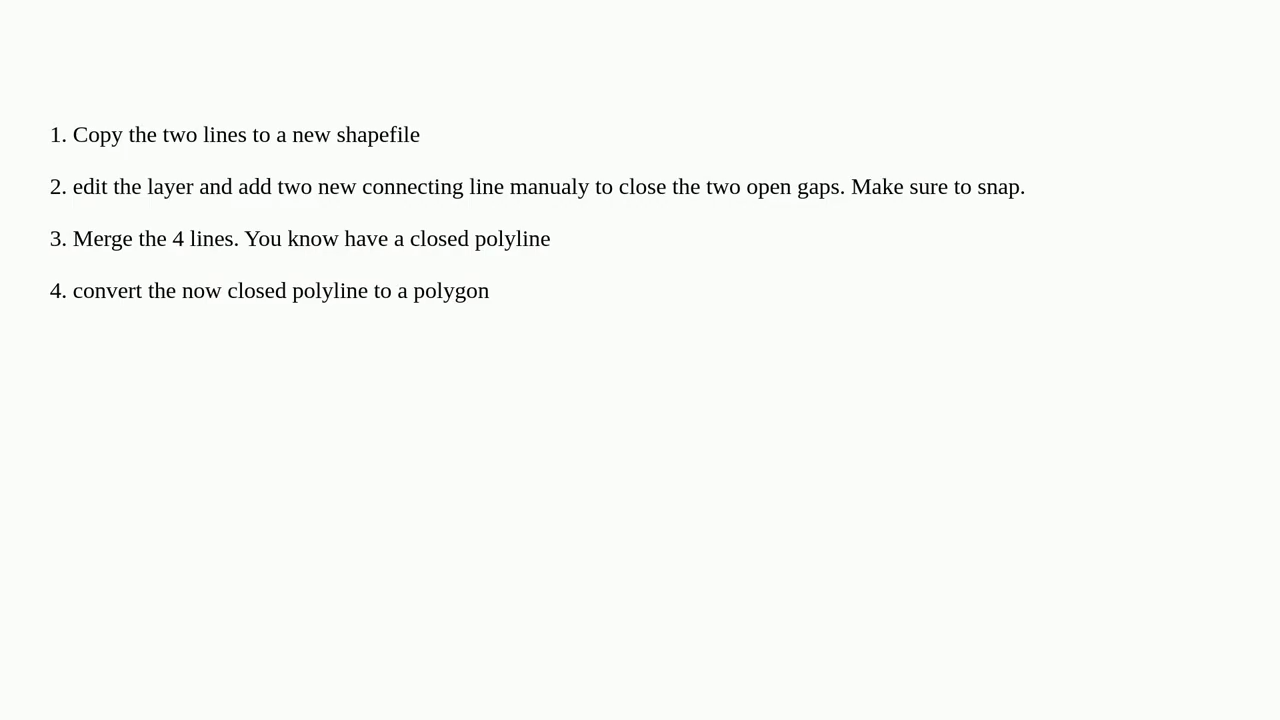 1. Copy the two lines to a new shapefile
2. edit the layer and add two new connecting line manualy to close the two open gaps. Make sure to snap.
3. Merge the 4 lines. You know have a closed polyline
4. convert the now closed polyline to a polygon